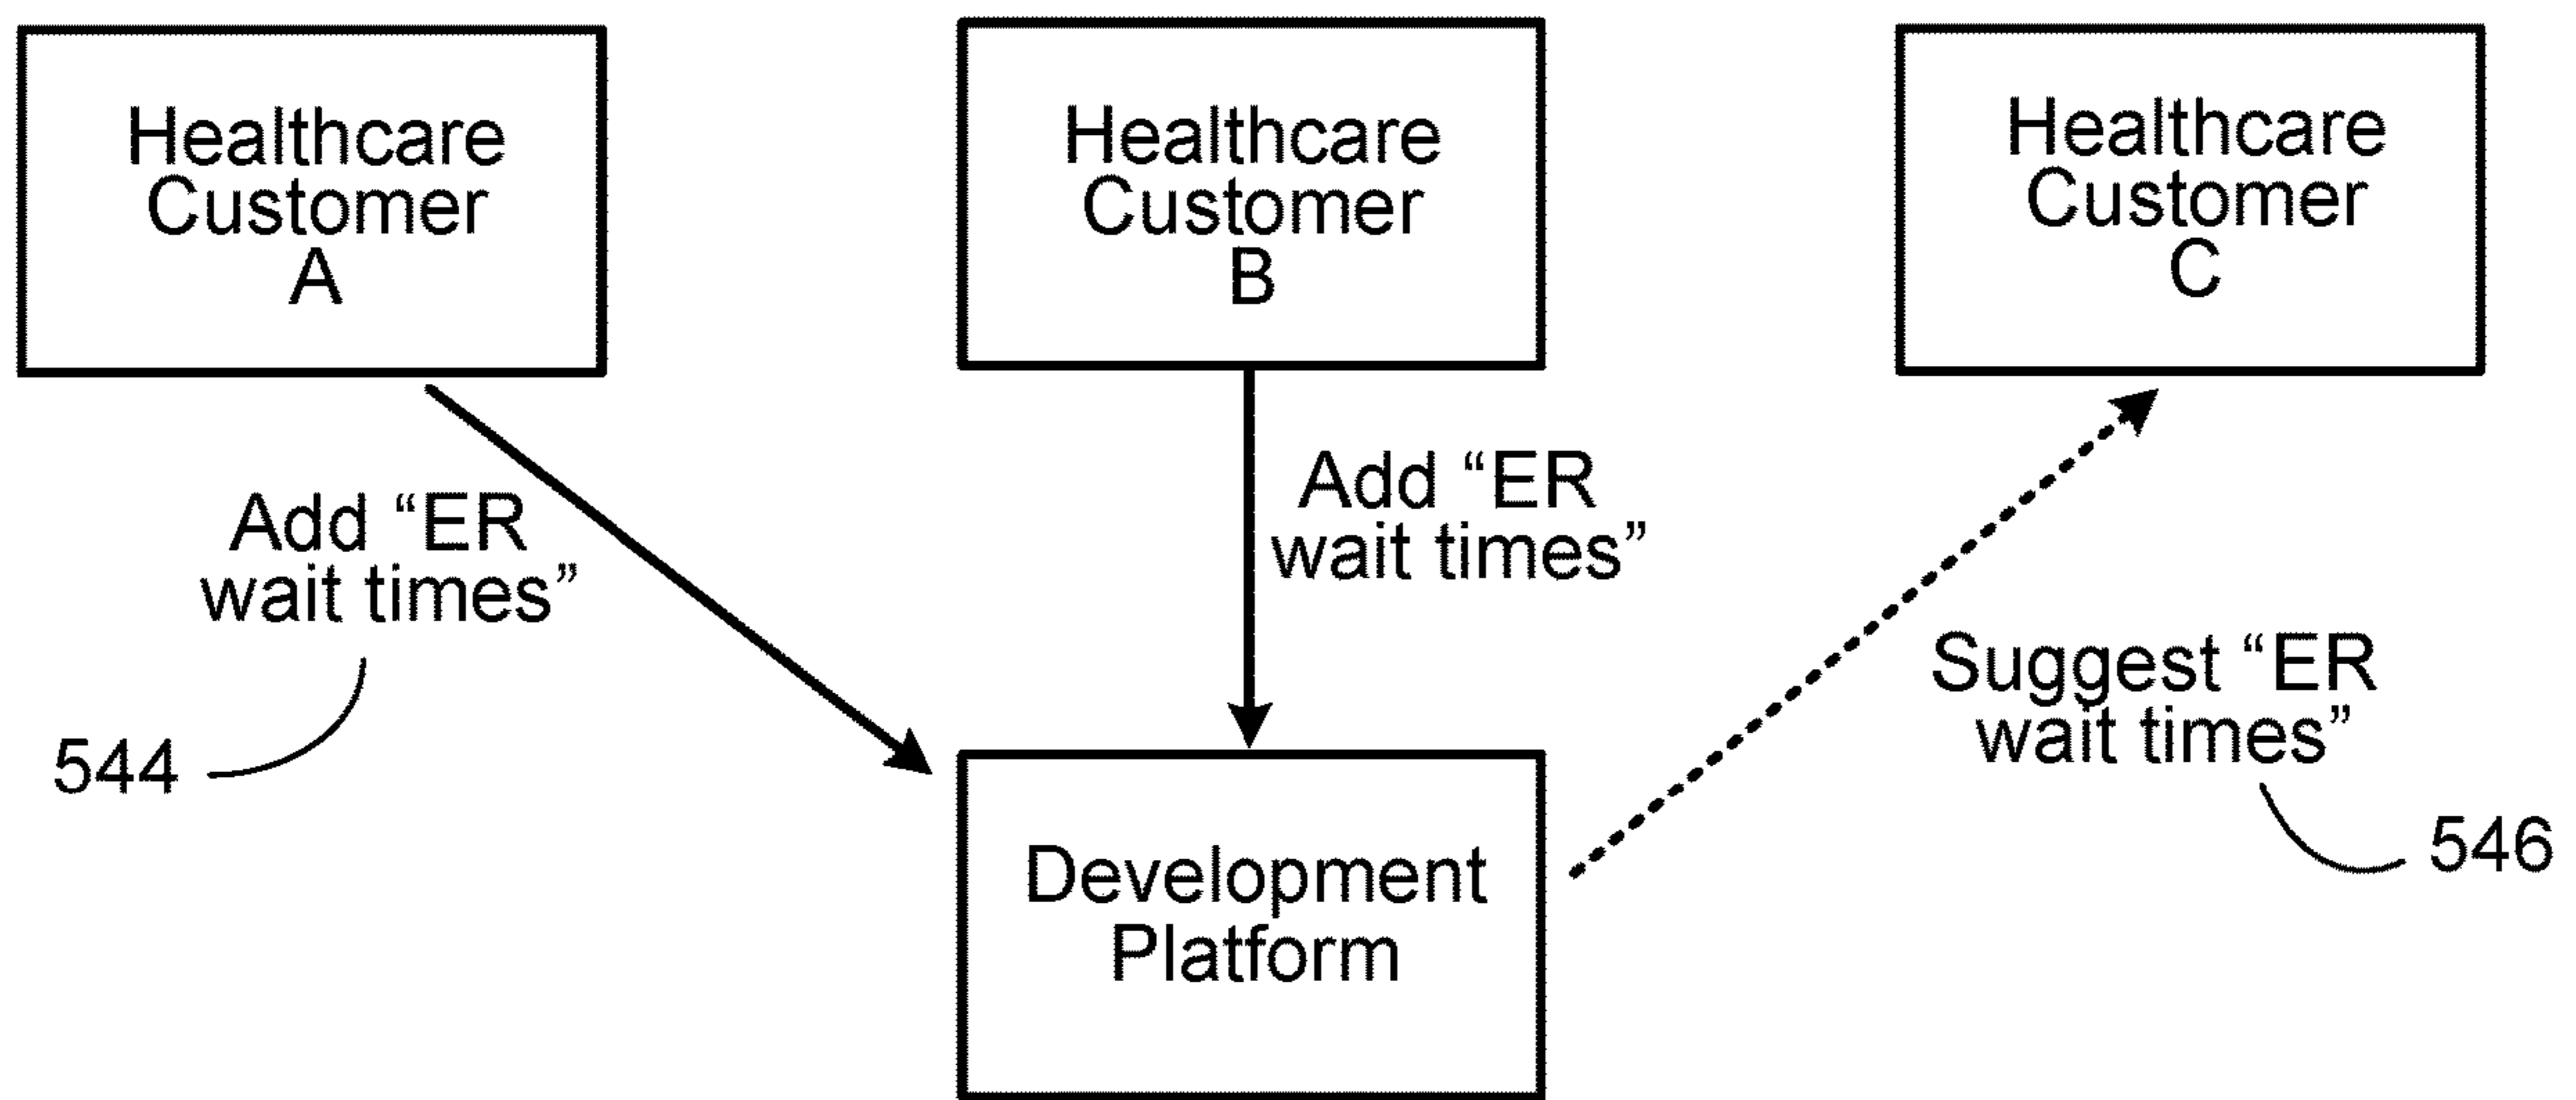 Healthcare
Customer
A
Healthcare
Customer
B
Healthcare
Customer
C
Add “ER
wait times”
544
Add “ER
wait times”
Suggest “ER
wait times”
546
Development
Platform